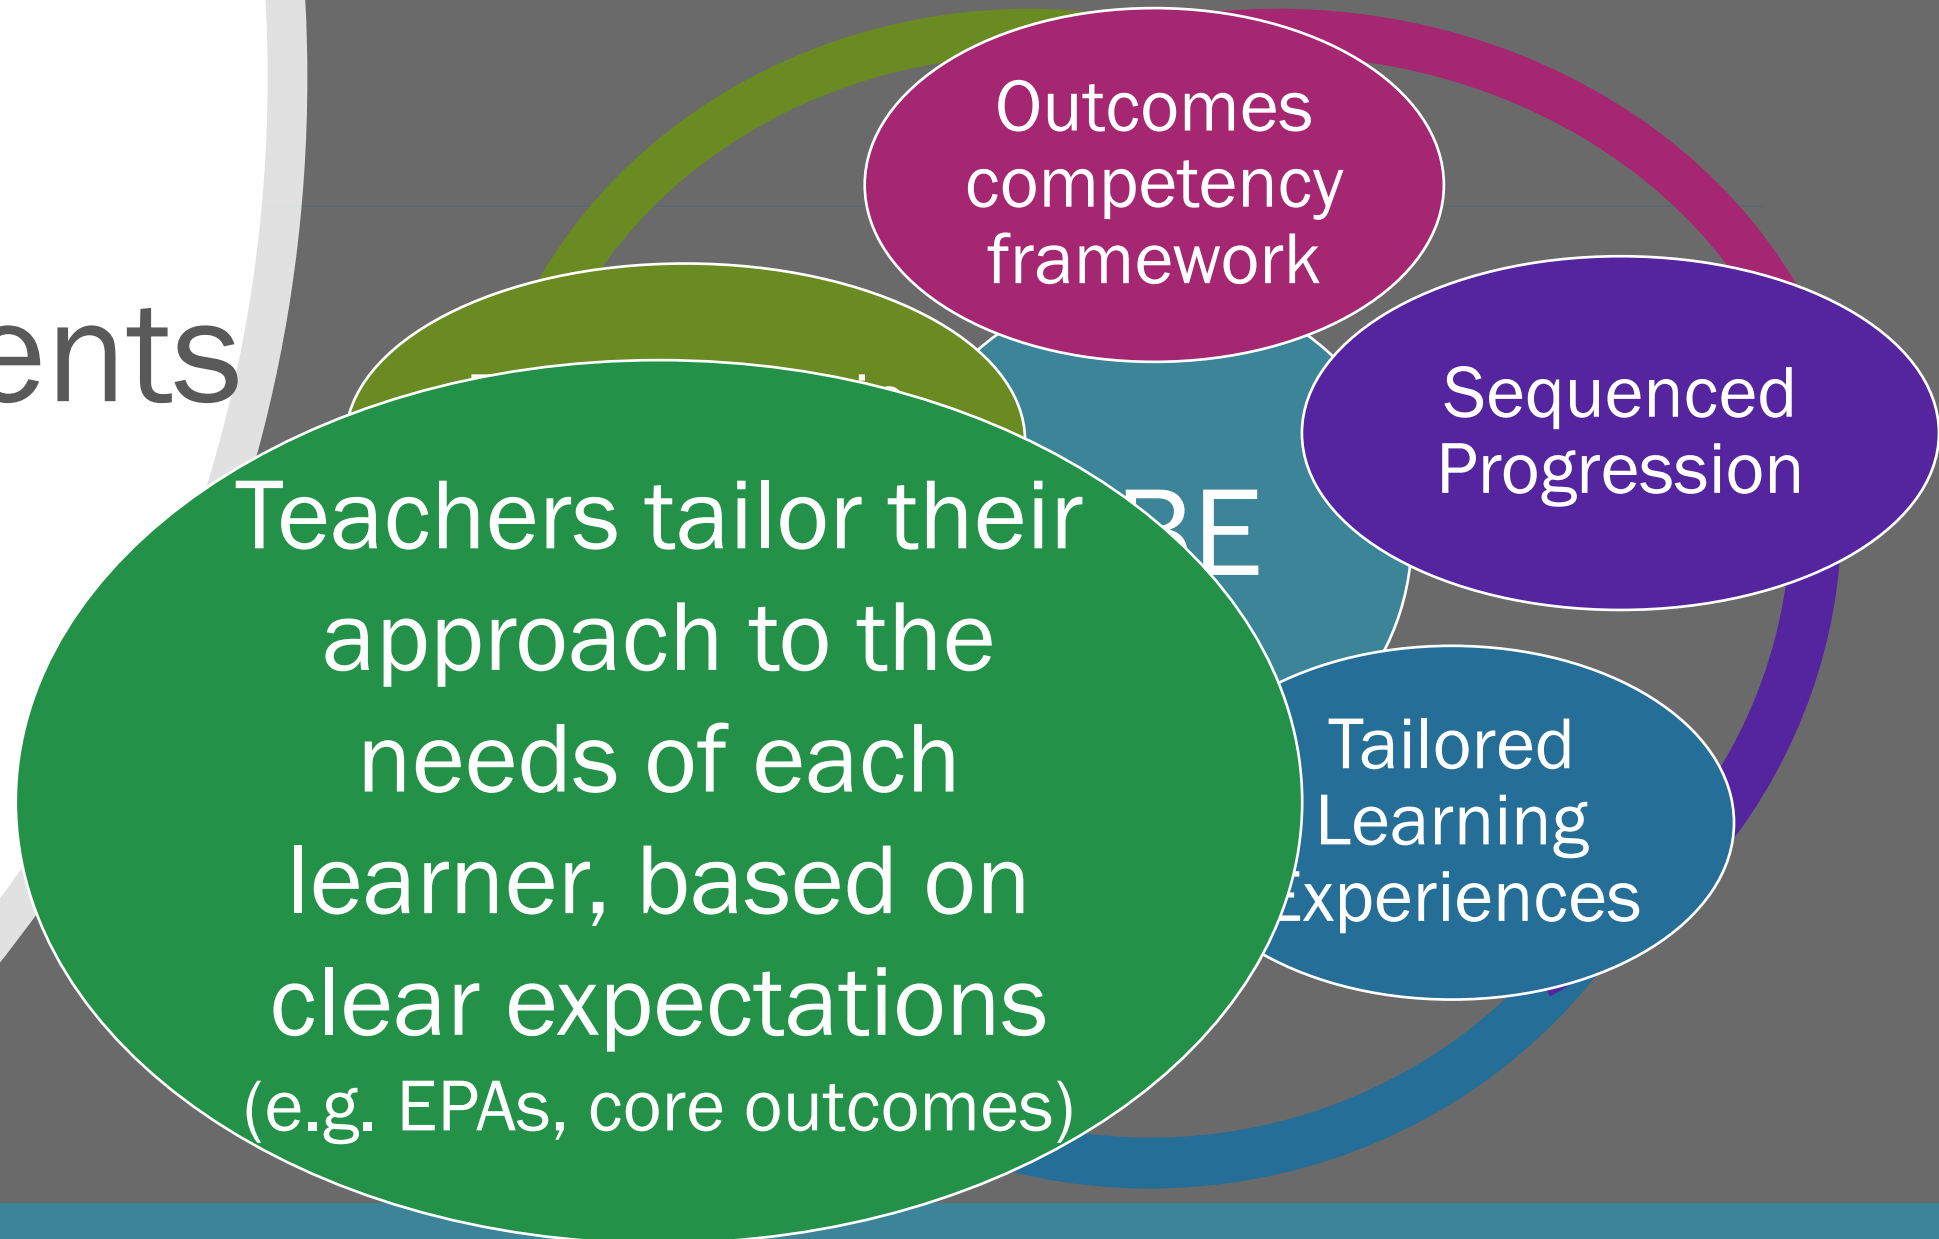 Outcomes
competency
framework
Sequenced
Progression
Tailored
Learning
Experiences
Teachers tailor their
approach to the
needs of each
learner, based on
clear expectations
(e.g. EPAs, core outcomes)
BE
ents